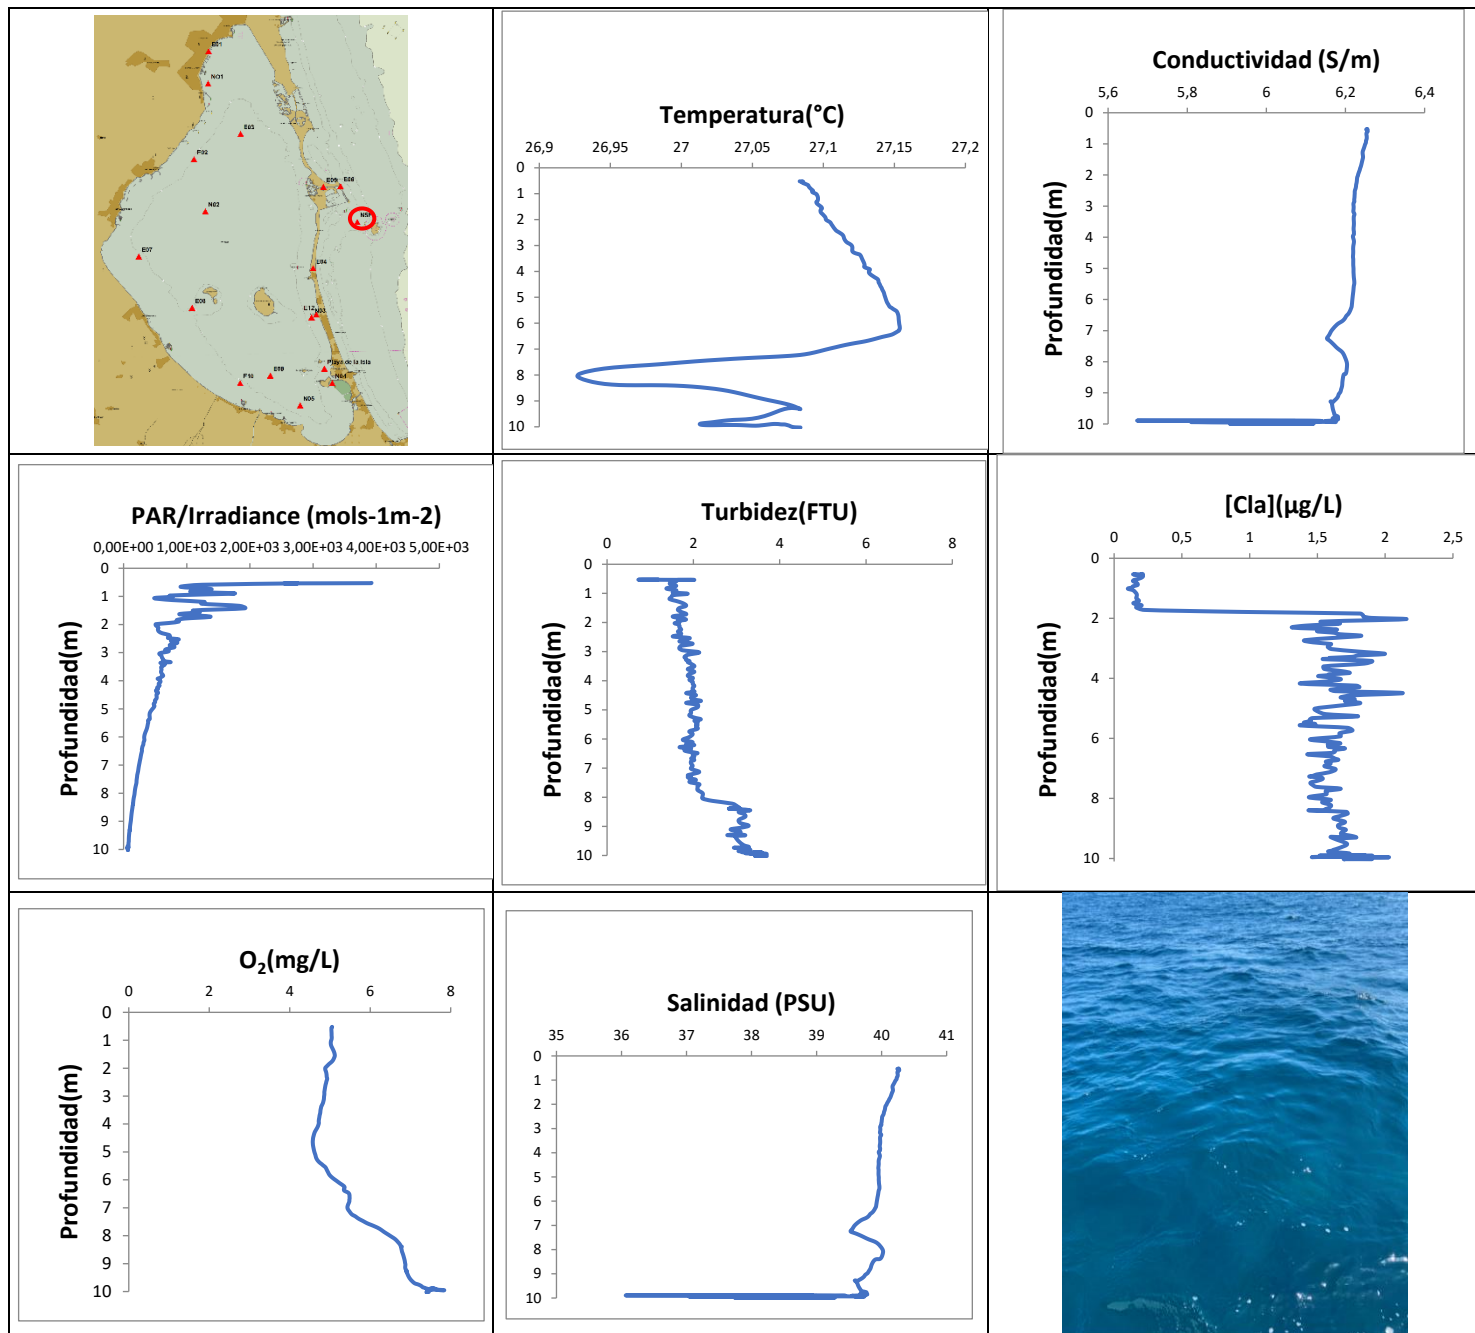 E01
NO1
E03
F02
N02
E05
E06
E07
E04
E08
L12
N03
Playa de la Isla
N04
F10
E09
N05
Temperatura(°C)
26,9 26,95 27 27,05 27,1 27,15 27,2
0
1
2
3
4
5
6
7
8
9
10
Profundidad(m)
Conductividad (S/m)
5,6 5,8 6 6,2 6,4
0
1
2
3
4
5
6
7
8
9
10
Profundidad(m)
PAR/Irradiance (mols-1m-2)
0,00E+00 1,00E+03 2,00E+03 3,00E+03 4,00E+03 5,00E+03
0
1
2
3
4
5
6
7
8
9
10
Profundidad(m)
Turbidez(FTU)
0 2 4 6 8
0
1
2
3
4
5
6
7
8
9
10
Profundidad(m)
[Cla](µg/L)
0 0,5 1 1,5 2 2,5
0
2
4
6
8
10
Profundidad(m)
O₂(mg/L)
0 2 4 6 8
0
1
2
3
4
5
6
7
8
9
10
Profundidad(m)
Salinidad (PSU)
35 36 37 38 39 40 41
0
1
2
3
4
5
6
7
8
9
10
Profundidad(m)